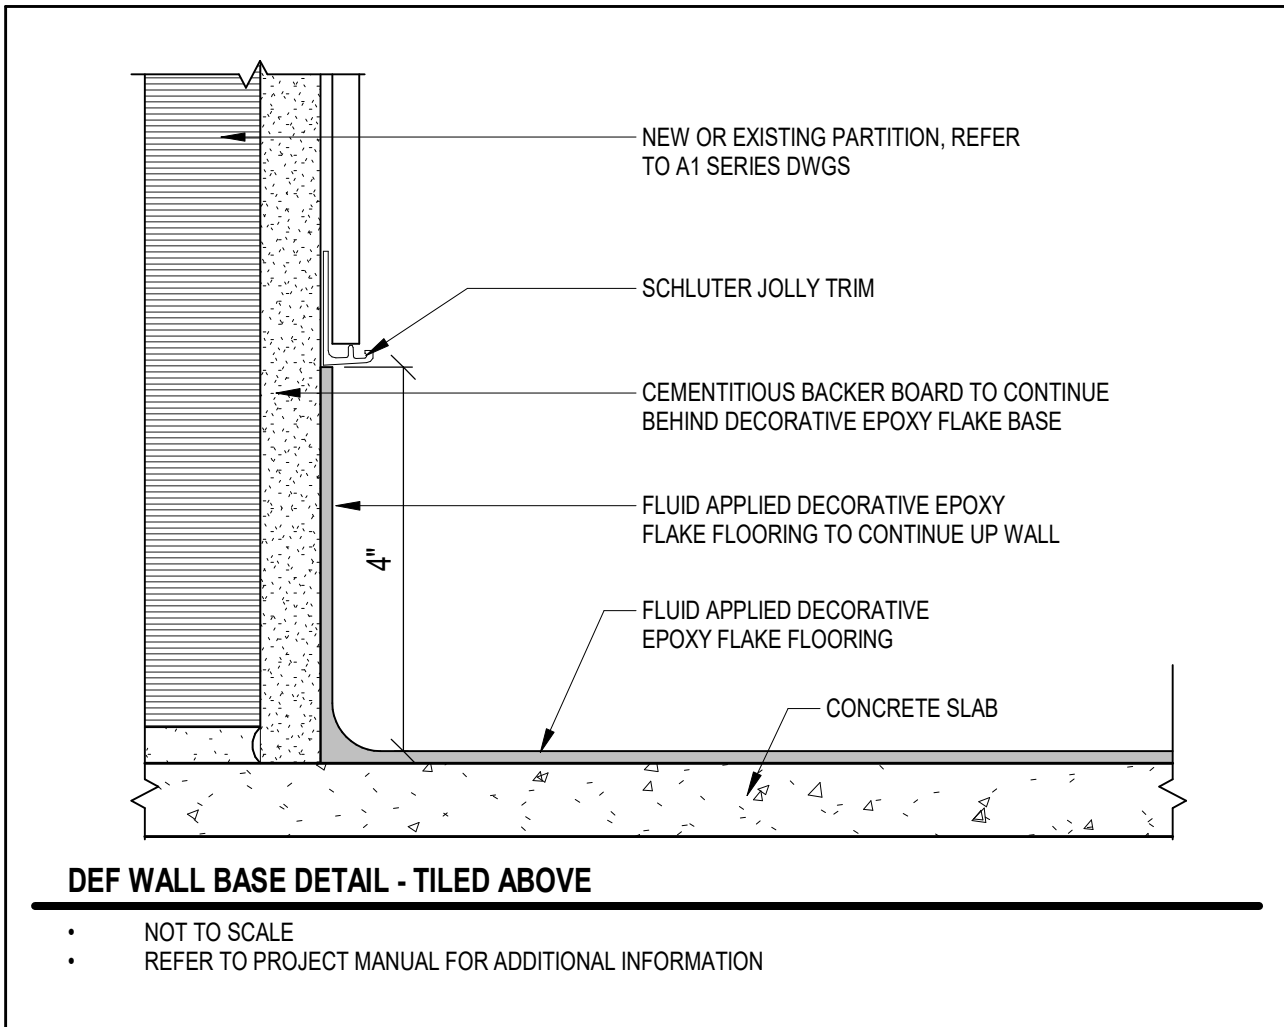 NEW OR EXISTING PARTITION, REFER
TO A1 SERIES DWGS
SCHLUTER JOLLY TRIM
CEMENTITIOUS BACKER BOARD TO CONTINUE
BEHIND DECORATIVE EPOXY FLAKE BASE
FLUID APPLIED DECORATIVE EPOXY
FLAKE FLOORING TO CONTINUE UP WALL
4"
FLUID APPLIED DECORATIVE
EPOXY FLAKE FLOORING
CONCRETE SLAB
DEF WALL BASE DETAIL - TILED ABOVE
• NOT TO SCALE
• REFER TO PROJECT MANUAL FOR ADDITIONAL INFORMATION